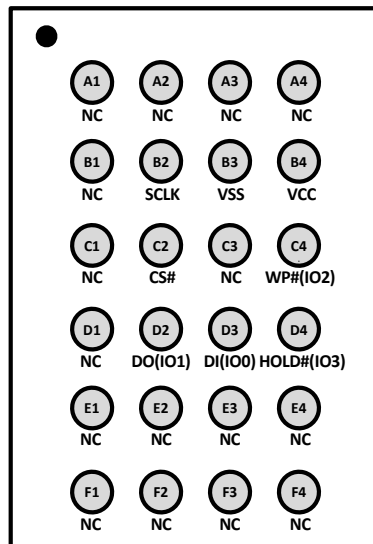 A1 A2 A3 A4
NC NC NC NC
B1 B2 B3 B4
NC SCLK VSS VCC
C1 C2 C3 C4
NC CS# NC WP#(IO2)
D1 D2 D3 D4
NC DO(IO1) DI(IO0) HOLD#(IO3)
E1 E2 E3 E4
NC NC NC NC
F1 F2 F3 F4
NC NC NC NC